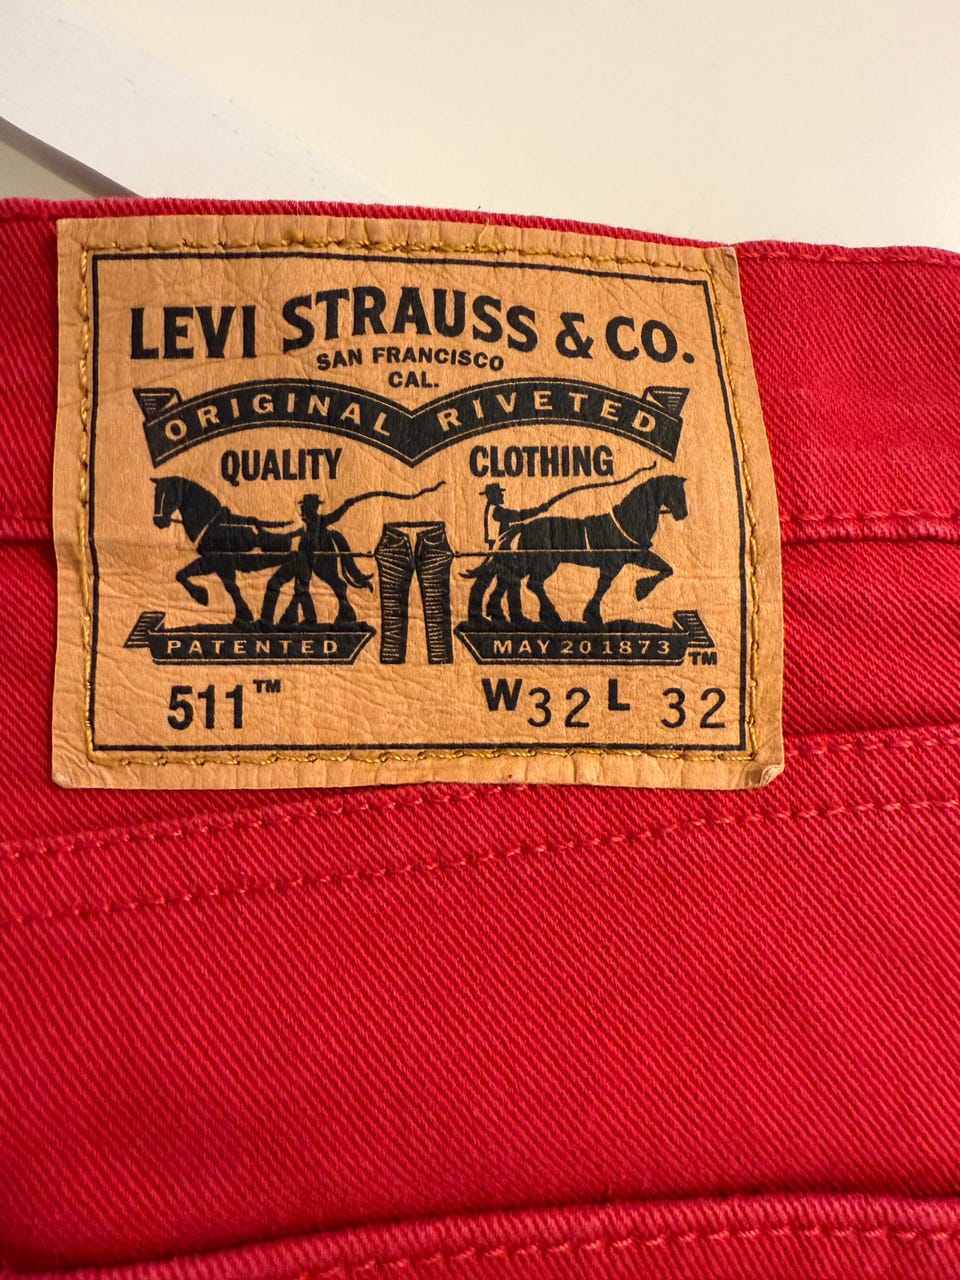 LEVI STRAUSS & CO.
SAN FRANCISCO
CAL.
ORIGINAL RIVETED
QUALITY CLOTHING
PATENTED MAY 20 1873 ™
511™ W32 L 32